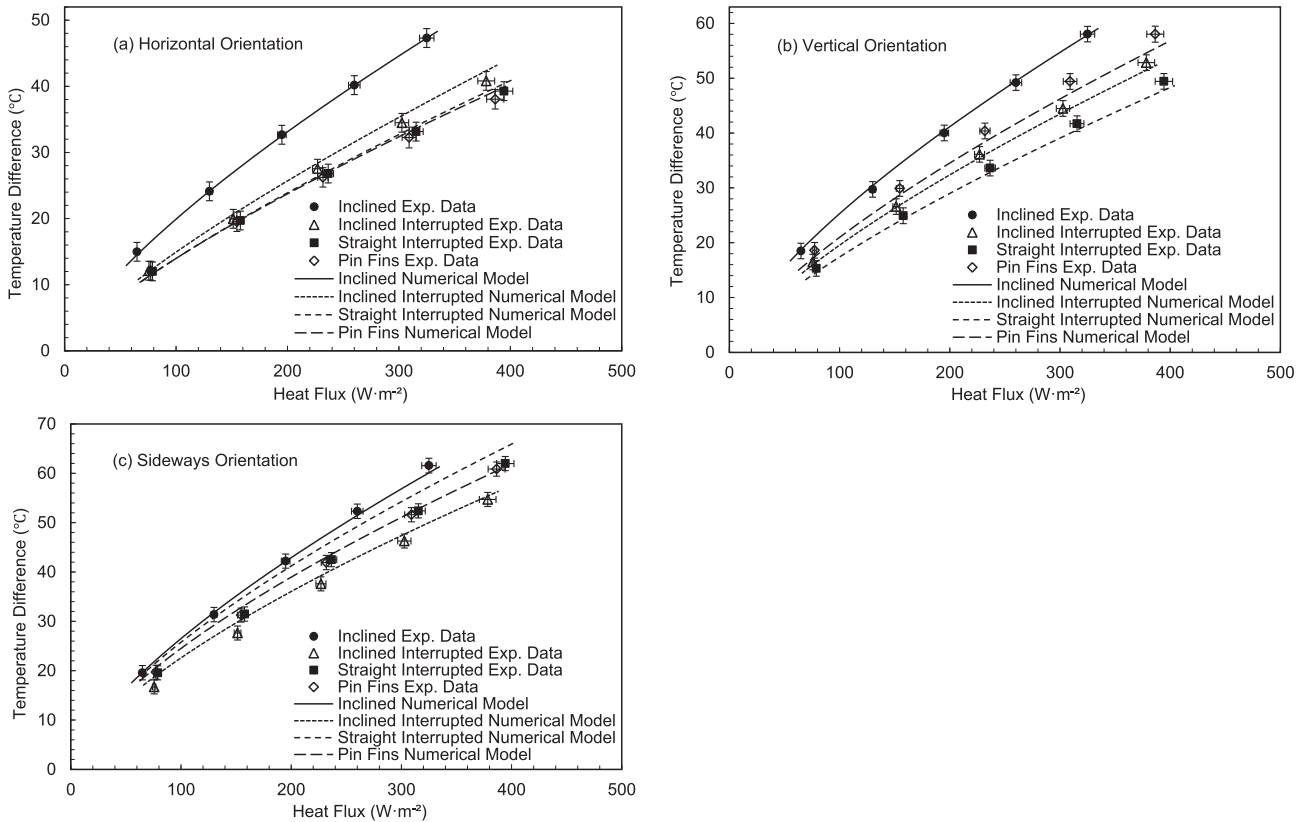 50
40
30
20
10
0
Temperature Difference (°C)
(a) Horizontal Orientation
Inclined Exp. Data
Inclined Interrupted Exp. Data
Straight Interrupted Exp. Data
Pin Fins Exp. Data
Inclined Numerical Model
Inclined Interrupted Numerical Model
Straight Interrupted Numerical Model
Pin Fins Numerical Model
0 100 200 300 400 500
Heat Flux (W·m⁻²)
60
50
40
30
20
10
0
Temperature Difference (°C)
(b) Vertical Orientation
Inclined Exp. Data
Inclined Interrupted Exp. Data
Straight Interrupted Exp. Data
Pin Fins Exp. Data
Inclined Numerical Model
Inclined Interrupted Numerical Model
Straight Interrupted Numerical Model
Pin Fins Numerical Model
0 100 200 300 400 500
Heat Flux (W·m⁻²)
70
60
50
40
30
20
10
0
Temperature Difference (°C)
(c) Sideways Orientation
Inclined Exp. Data
Inclined Interrupted Exp. Data
Straight Interrupted Exp. Data
Pin Fins Exp. Data
Inclined Numerical Model
Inclined Interrupted Numerical Model
Straight Interrupted Numerical Model
Pin Fins Numerical Model
0 100 200 300 400 500
Heat Flux (W·m⁻²)